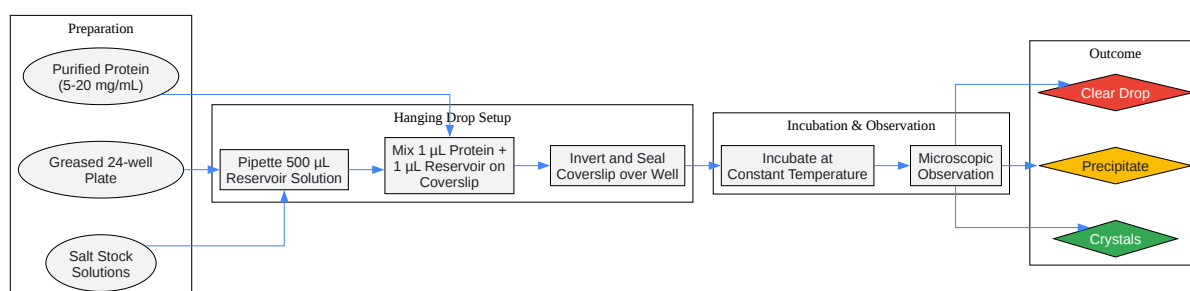 Preparation
Purified Protein
(5-20 mg/mL)
Greased 24-well
Plate
Salt Stock
Solutions
Hanging Drop Setup
Pipette 500 µL
Reservoir Solution
Mix 1 µL Protein +
1 µL Reservoir on
Coverslip
Invert and Seal
Coverslip over Well
Incubation & Observation
Incubate at
Constant Temperature
Microscopic
Observation
Outcome
Clear Drop
Precipitate
Crystals